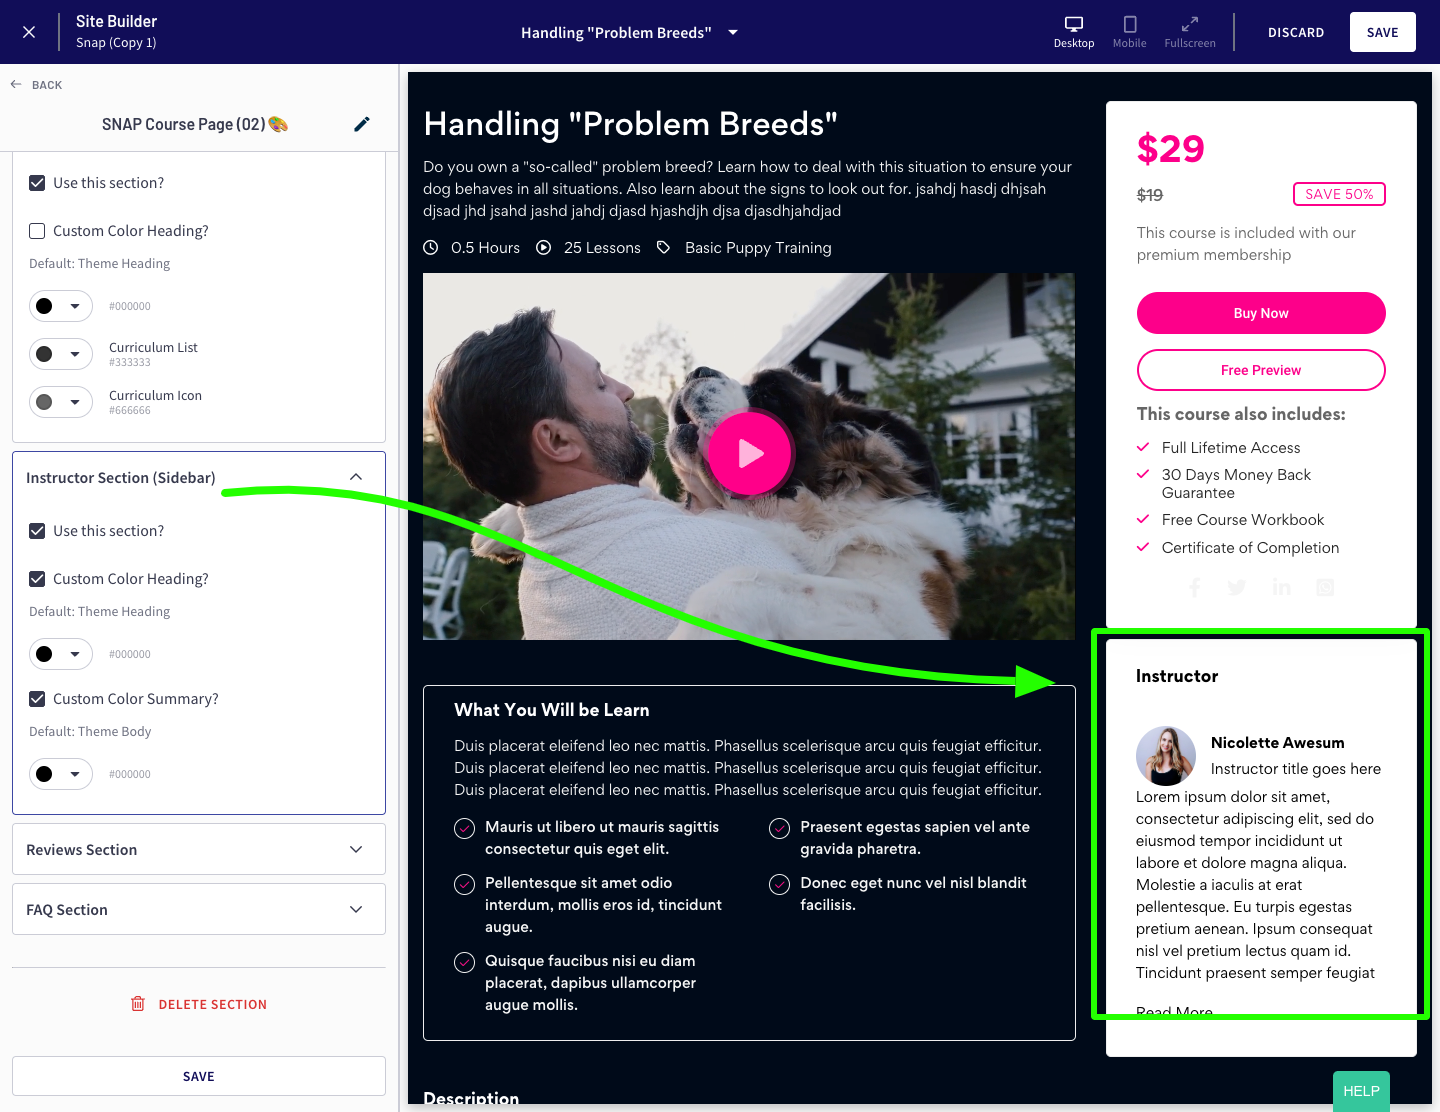 Site Builder
Snap (Copy 1)
Handling "Problem Breeds"
Desktop
Mobile
Fullscreen
DISCARD
SAVE
BACK
SNAP Course Page (02)
Use this section?
Custom Color Heading?
Default: Theme Heading
#000000
Curriculum List
#333333
Curriculum Icon
#666666
Instructor Section (Sidebar)
Use this section?
Custom Color Heading?
Default: Theme Heading
#000000
Custom Color Summary?
Default: Theme Body
#000000
Reviews Section
FAQ Section
DELETE SECTION
SAVE
Handling "Problem Breeds"
Do you own a "so-called" problem breed? Learn how to deal with this situation to ensure your
dog behaves in all situations. Also learn about the signs to look out for. jsahdj hasdj dhjsah
djsad jhd jsahd jashd jahdj djasd hjashdjh djsa djasdhjahdjad
0.5 Hours
25 Lessons
Basic Puppy Training
What You Will be Learn
Duis placerat eleifend leo nec mattis. Phasellus scelerisque arcu quis feugiat efficitur.
Duis placerat eleifend leo nec mattis. Phasellus scelerisque arcu quis feugiat efficitur.
Duis placerat eleifend leo nec mattis. Phasellus scelerisque arcu quis feugiat efficitur.
Mauris ut libero ut mauris sagittis
consectetur quis eget elit.
Pellentesque sit amet odio
interdum, mollis eros id, tincidunt
augue.
Quisque faucibus nisi eu diam
placerat, dapibus ullamcorper
augue mollis.
Praesent egestas sapien vel ante
gravida pharetra.
Donec eget nunc vel nisl blandit
facilisis.
Description
$29
$19
SAVE 50%
This course is included with our
premium membership
Buy Now
Free Preview
This course also includes:
Full Lifetime Access
30 Days Money Back
Guarantee
Free Course Workbook
Certificate of Completion
Instructor
Nicolette Awesum
Instructor title goes here
Lorem ipsum dolor sit amet,
consectetur adipiscing elit, sed do
eiusmod tempor incididunt ut
labore et dolore magna aliqua.
Molestie a iaculis at erat
pellentesque. Eu turpis egestas
pretium aenean. Ipsum consequat
nisl vel pretium lectus quam id.
Tincidunt praesent semper feugiat
Read More
HELP